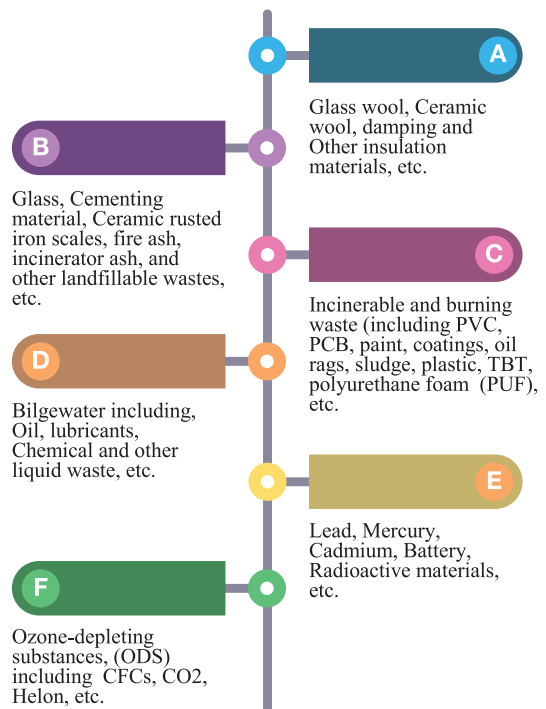 A
Glass wool, Ceramic
wool, damping and
Other insulation
materials, etc.
B
Glass, Cementing
material, Ceramic rusted
iron scales, fire ash,
incinerator ash, and
other landfillable wastes,
etc.
C
Incinerable and burning
waste (including PVC,
PCB, paint, coatings, oil
rags, sludge, plastic, TBT,
polyurethane foam (PUF),
etc.
D
Bilgewater including,
Oil, lubricants,
Chemical and other
liquid waste, etc.
E
Lead, Mercury,
Cadmium, Battery,
Radioactive materials,
etc.
F
Ozone-depleting
substances, (ODS)
including CFCs, CO2,
Helon, etc.